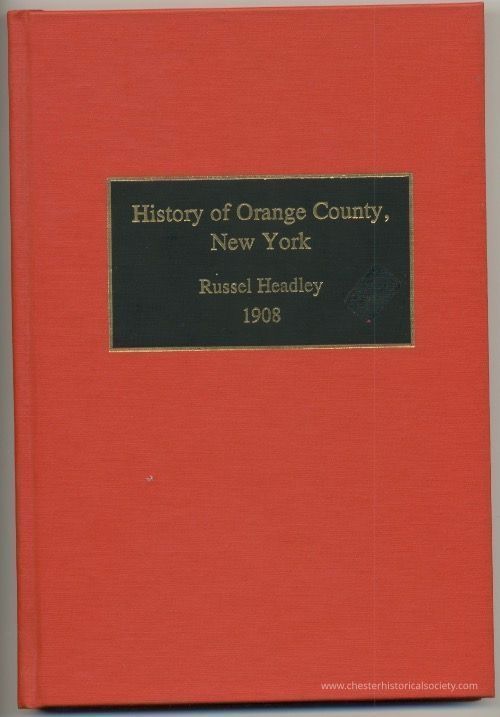 History of Orange County,
New York
Russel Headley
1908
www.chesterhistoricalsociety.com